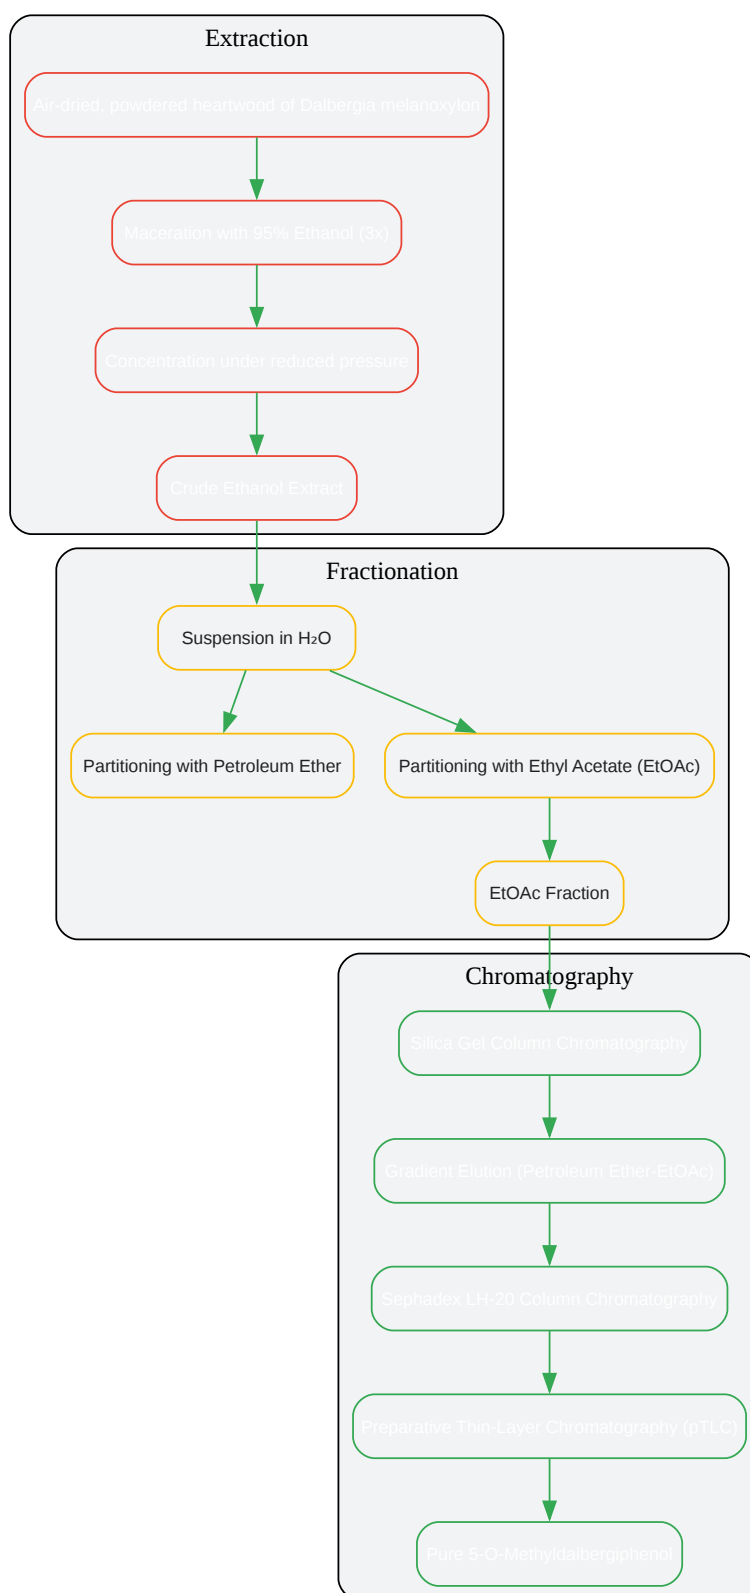 Extraction
Air-dried, powdered heartwood of Dalbergia melanoxylon
Maceration with 95% Ethanol (3x)
Concentration under reduced pressure
Crude Ethanol Extract
Fractionation
Suspension in H₂O
Partitioning with Petroleum Ether
Partitioning with Ethyl Acetate (EtOAc)
EtOAc Fraction
Chromatography
Silica Gel Column Chromatography
Gradient Elution (Petroleum Ether-EtOAc)
Sephadex LH-20 Column Chromatography
Preparative Thin-Layer Chromatography (pTLC)
Pure 5-O-Methyldalbergiphenol